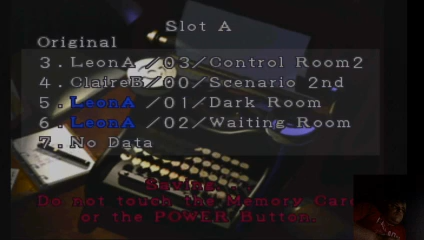 Slot A
Original
3. LeonA /03/Control Room2
4. ClaireB/00/Scenario 2nd
5. LeonA /01/Dark Room
6. LeonA /02/Waiting Room
7. No Data
Saving...
Do not touch the Memory Card
or the POWER Button.